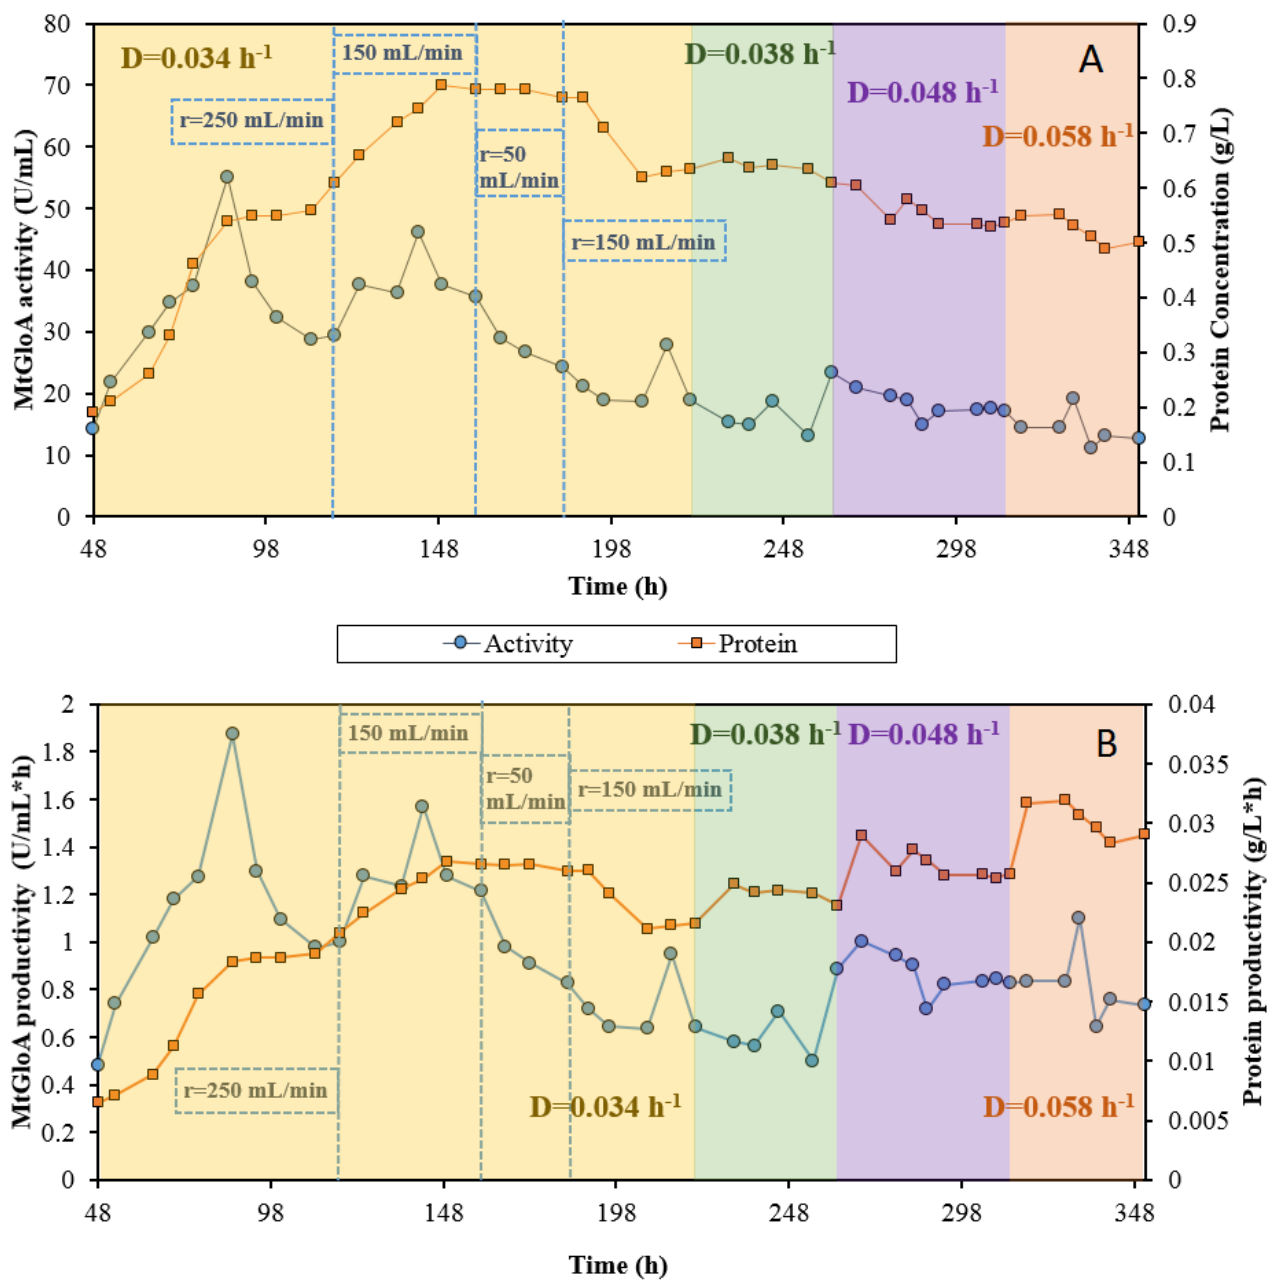 A
D=0.034 h-1
150 mL/min
D=0.038 h-1
D=0.048 h-1
D=0.058 h-1
r=250 mL/min
r=50
mL/min
r=150 mL/min
MtGloA activity (U/mL)
80
70
60
50
40
30
20
10
0
Protein Concentration (g/L)
0.9
0.8
0.7
0.6
0.5
0.4
0.3
0.2
0.1
0
48 98 148 198 248 298 348
Time (h)
Activity Protein
B
150 mL/min
D=0.038 h-1
D=0.048 h-1
r=50
mL/min
r=150 mL/min
r=250 mL/min
D=0.034 h-1
D=0.058 h-1
MtGloA productivity (U/mL*h)
2
1.8
1.6
1.4
1.2
1
0.8
0.6
0.4
0.2
0
Protein productivity (g/L*h)
0.04
0.035
0.03
0.025
0.02
0.015
0.01
0.005
0
48 98 148 198 248 298 348
Time (h)